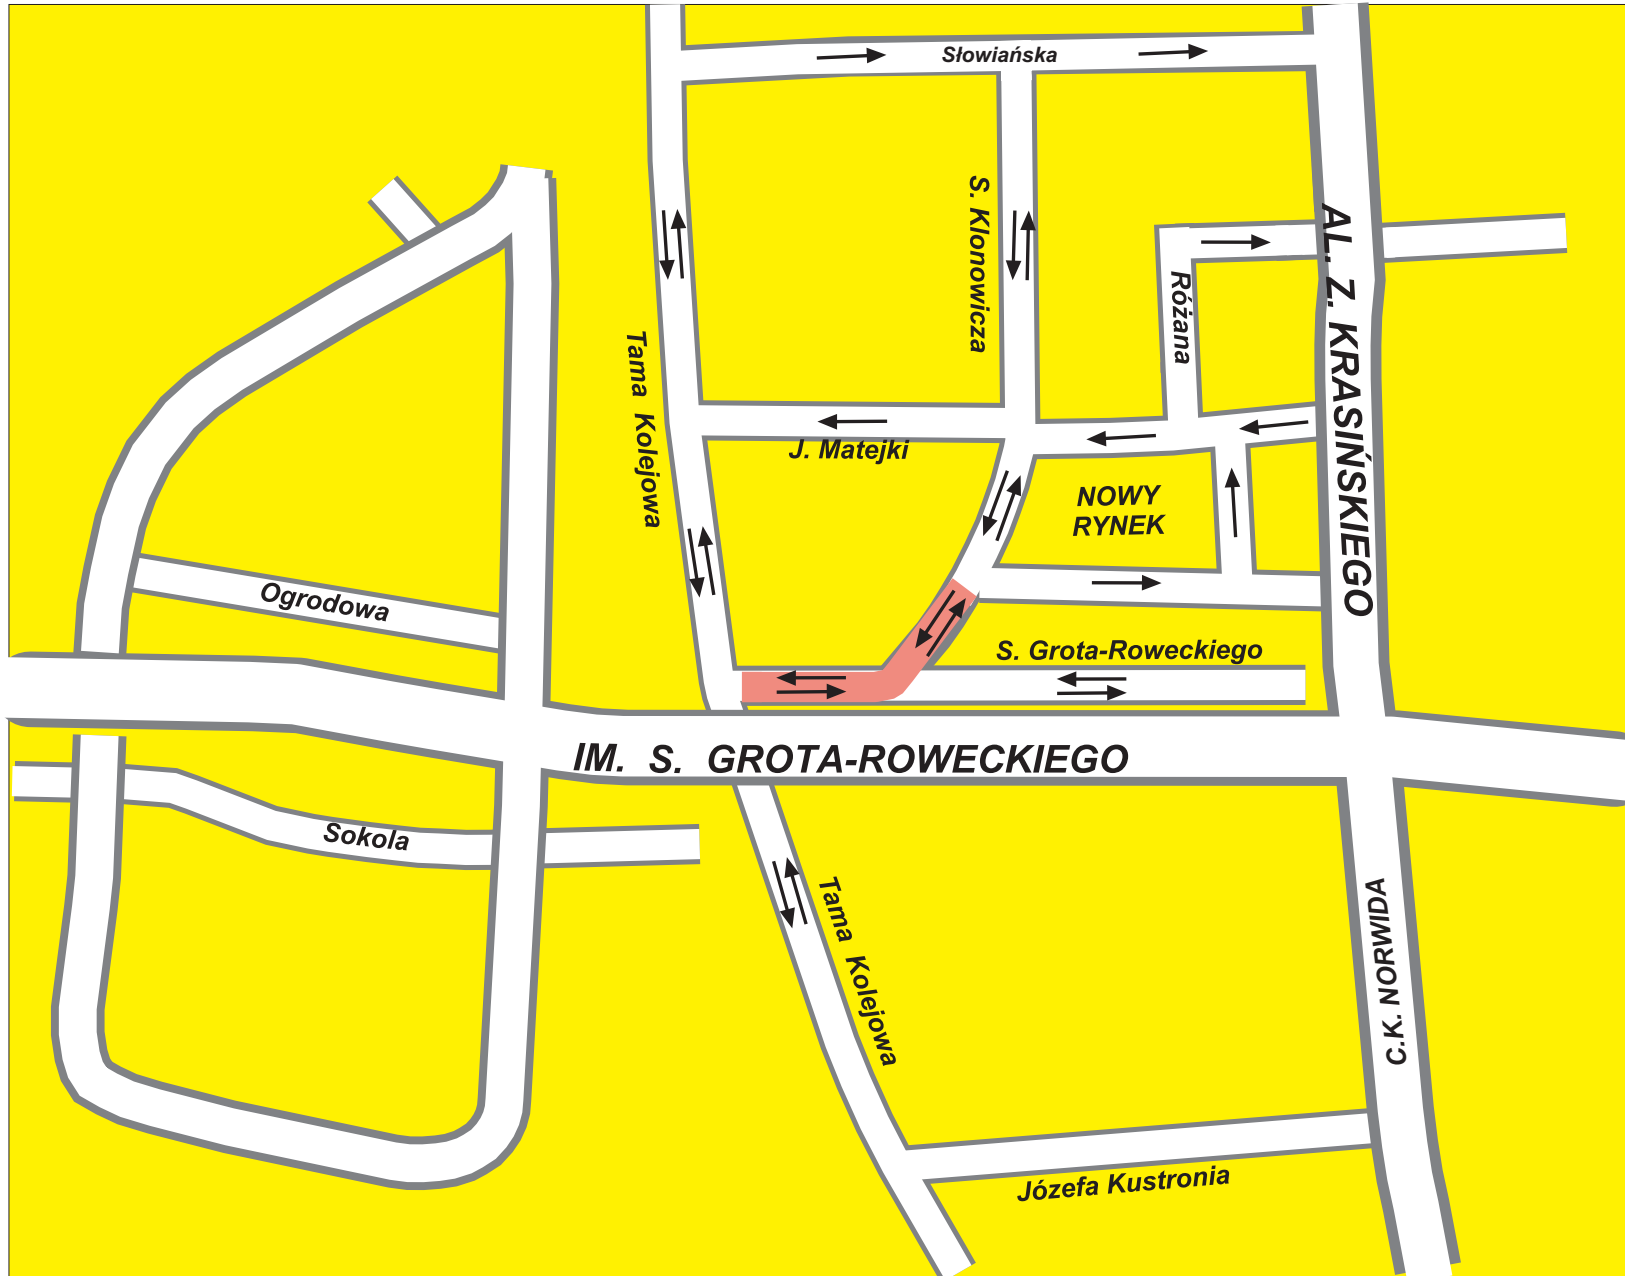 Słowiańska
S. Klonowicza
AL. Z. KRASIŃSKIEGO
Różana
Tama Kolejowa
J. Matejki
NOWY
RYNEK
Ogrodowa
S. Grota-Roweckiego
IM. S. GROTA-ROWECKIEGO
Sokola
Tama Kolejowa
C.K. NORWIDA
Józefa Kustronia